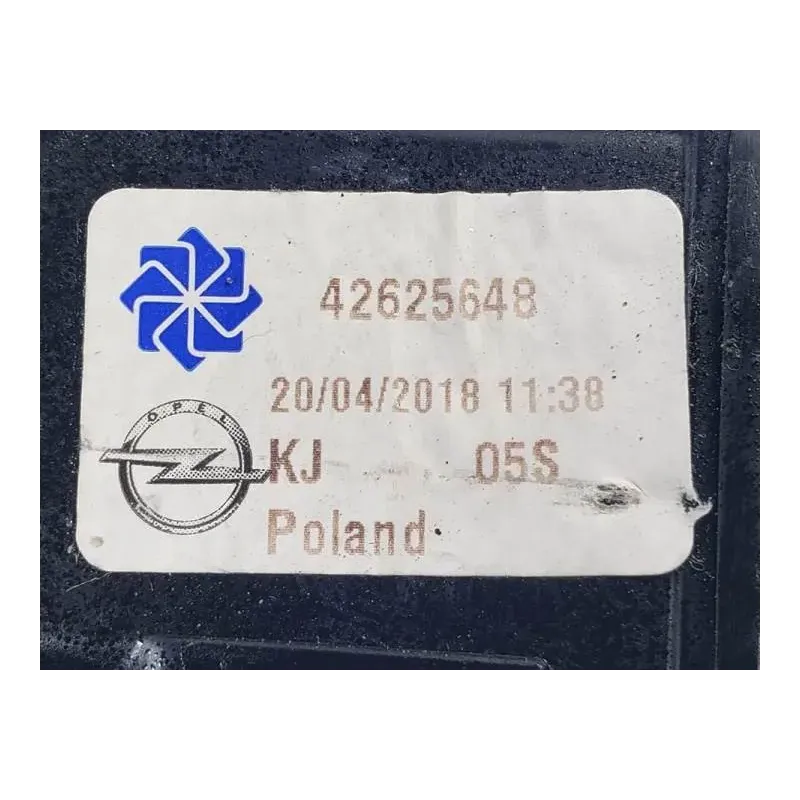 42625648
20/04/2018 11:38
OPEL
KJ 05S
Poland